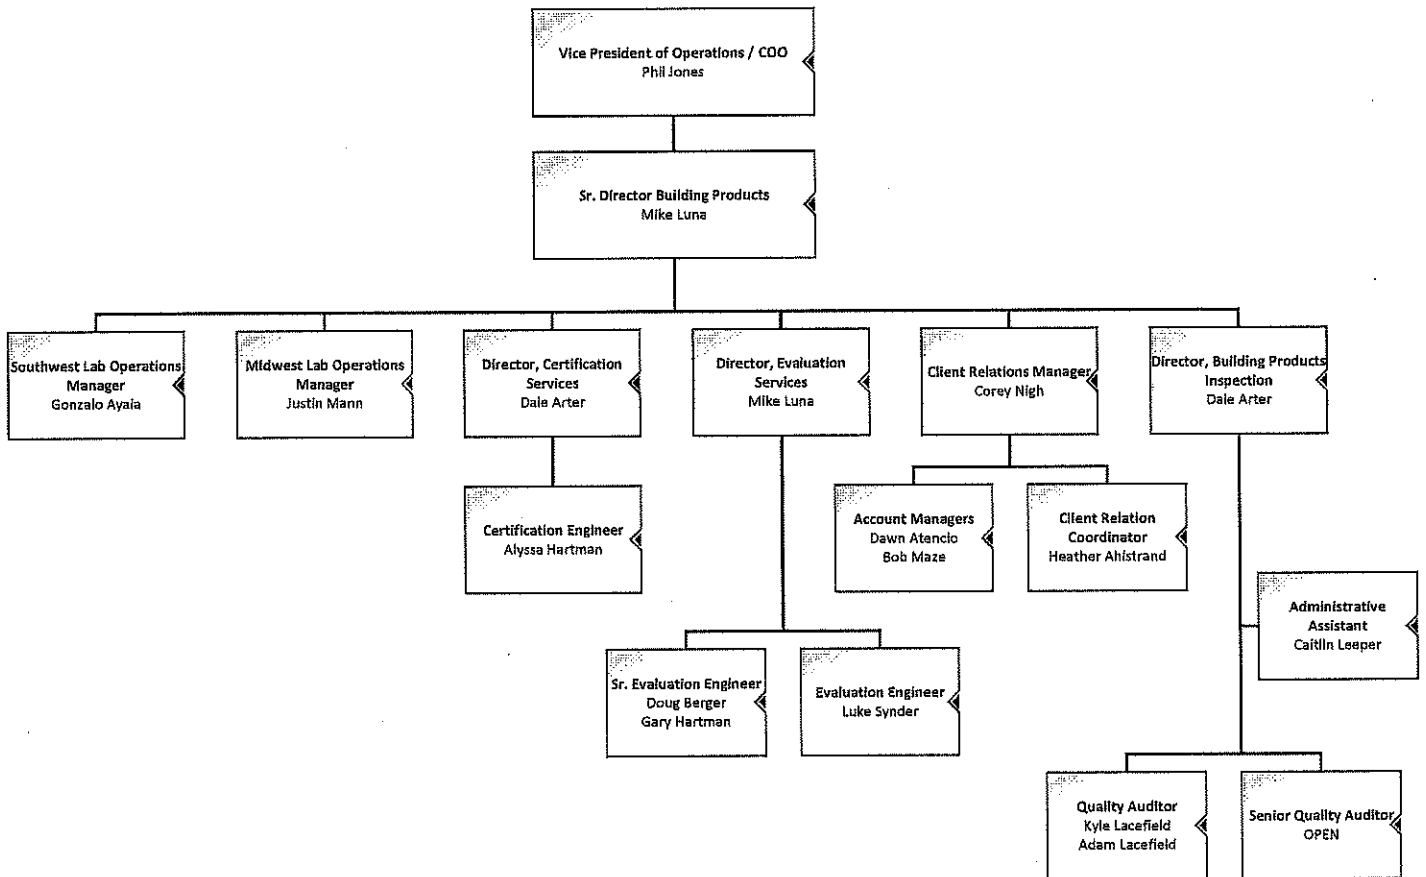 Vice President of Operations / COO
Phil Jones
Sr. Director Building Products
Mike Luna
Southwest Lab Operations
Manager
Gonzalo Ayala
Midwest Lab Operations
Manager
Justin Mann
Director, Certification
Services
Dale Arter
Director, Evaluation
Services
Mike Luna
Client Relations Manager
Corey Nigh
Director, Building Products
Inspection
Dale Arter
Certification Engineer
Alyssa Hartman
Account Managers
Dawn Atencio
Bob Maze
Client Relation
Coordinator
Heather Ahlstrand
Administrative
Assistant
Caitlin Leeper
Sr. Evaluation Engineer
Doug Berger
Gary Hartman
Evaluation Engineer
Luke Synder
Quality Auditor
Kyle Lacefield
Adam Lacefield
Senior Quality Auditor
OPEN